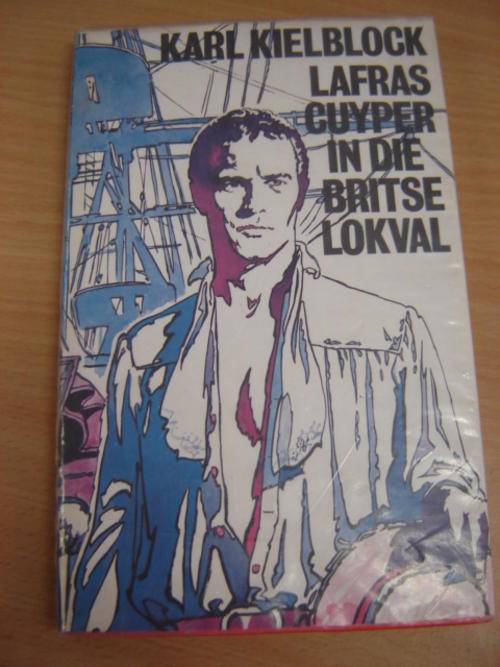 KARL KIELBLOCK
LAFRAS
CUYPER
IN DIE
BRITSE
LOKVAL